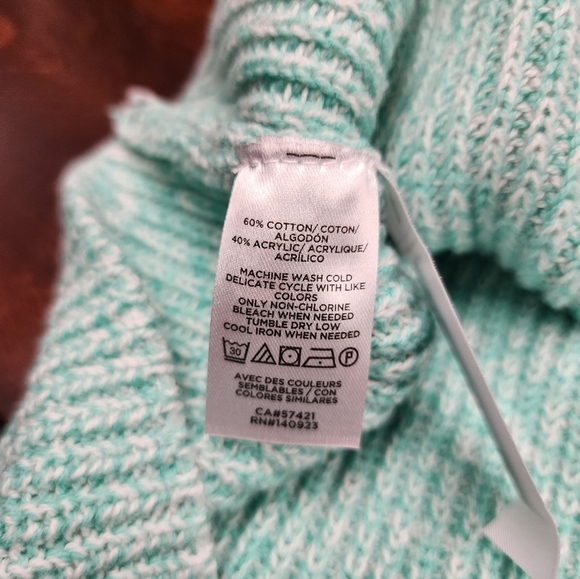 60% COTTON/ COTON/
ALGODÓN
40% ACRYLIC/ ACRYLIQUE/
ACRÍLICO
MACHINE WASH COLD
DELICATE CYCLE WITH LIKE
COLORS
ONLY NON-CHLORINE
BLEACH WHEN NEEDED
TUMBLE DRY LOW
COOL IRON WHEN NEEDED
30 P
AVEC DES COULEURS
SEMBLABLES / CON
COLORES SIMILARES
CA#57421
RN#140923